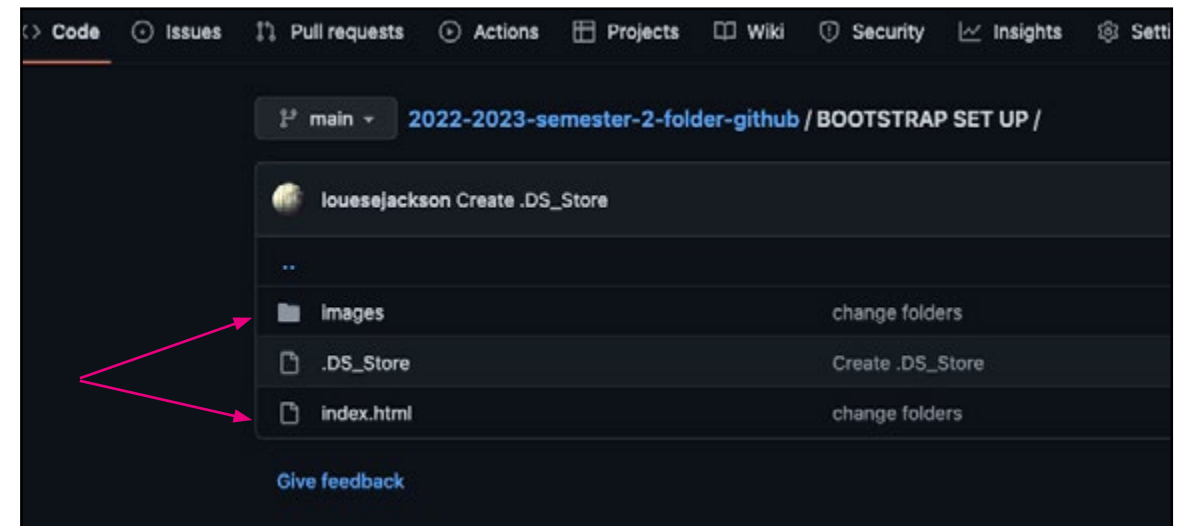 <> Code Issues Pull requests Actions Projects Wiki Security Insights Setti
main 2022-2023-semester-2-folder-github / BOOTSTRAP SET UP /
louesejackson Create .DS_Store
..
images change folders
.DS_Store Create .DS_Store
index.html change folders
Give feedback